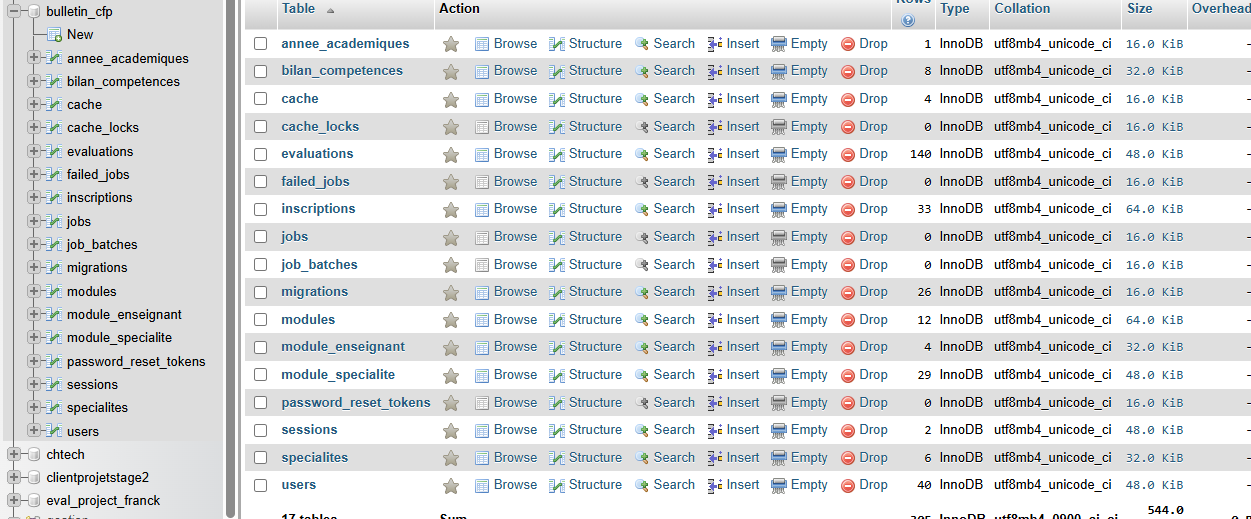 bulletin_cfp
New
annee_academiques
bilan_competences
cache
cache_locks
evaluations
failed_jobs
inscriptions
jobs
job_batches
migrations
modules
module_enseignant
module_specialite
password_reset_tokens
sessions
specialites
users
chtech
clientprojetstage2
eval_project_franck
Table Action Rows Type Collation Size Overhead
annee_academiques Browse Structure Search Insert Empty Drop 1 InnoDB utf8mb4_unicode_ci 16.0 KiB -
bilan_competences Browse Structure Search Insert Empty Drop 8 InnoDB utf8mb4_unicode_ci 32.0 KiB -
cache Browse Structure Search Insert Empty Drop 4 InnoDB utf8mb4_unicode_ci 16.0 KiB -
cache_locks Browse Structure Search Insert Empty Drop 0 InnoDB utf8mb4_unicode_ci 16.0 KiB -
evaluations Browse Structure Search Insert Empty Drop 140 InnoDB utf8mb4_unicode_ci 48.0 KiB -
failed_jobs Browse Structure Search Insert Empty Drop 0 InnoDB utf8mb4_unicode_ci 16.0 KiB -
inscriptions Browse Structure Search Insert Empty Drop 33 InnoDB utf8mb4_unicode_ci 64.0 KiB -
jobs Browse Structure Search Insert Empty Drop 0 InnoDB utf8mb4_unicode_ci 16.0 KiB -
job_batches Browse Structure Search Insert Empty Drop 0 InnoDB utf8mb4_unicode_ci 16.0 KiB -
migrations Browse Structure Search Insert Empty Drop 26 InnoDB utf8mb4_unicode_ci 16.0 KiB -
modules Browse Structure Search Insert Empty Drop 12 InnoDB utf8mb4_unicode_ci 64.0 KiB -
module_enseignant Browse Structure Search Insert Empty Drop 4 InnoDB utf8mb4_unicode_ci 32.0 KiB -
module_specialite Browse Structure Search Insert Empty Drop 29 InnoDB utf8mb4_unicode_ci 48.0 KiB -
password_reset_tokens Browse Structure Search Insert Empty Drop 0 InnoDB utf8mb4_unicode_ci 16.0 KiB -
sessions Browse Structure Search Insert Empty Drop 2 InnoDB utf8mb4_unicode_ci 48.0 KiB -
specialites Browse Structure Search Insert Empty Drop 6 InnoDB utf8mb4_unicode_ci 32.0 KiB -
users Browse Structure Search Insert Empty Drop 40 InnoDB utf8mb4_unicode_ci 48.0 KiB -
17 tables Sum 305 InnoDB utf8mb4_0900_ai_ci 544.0